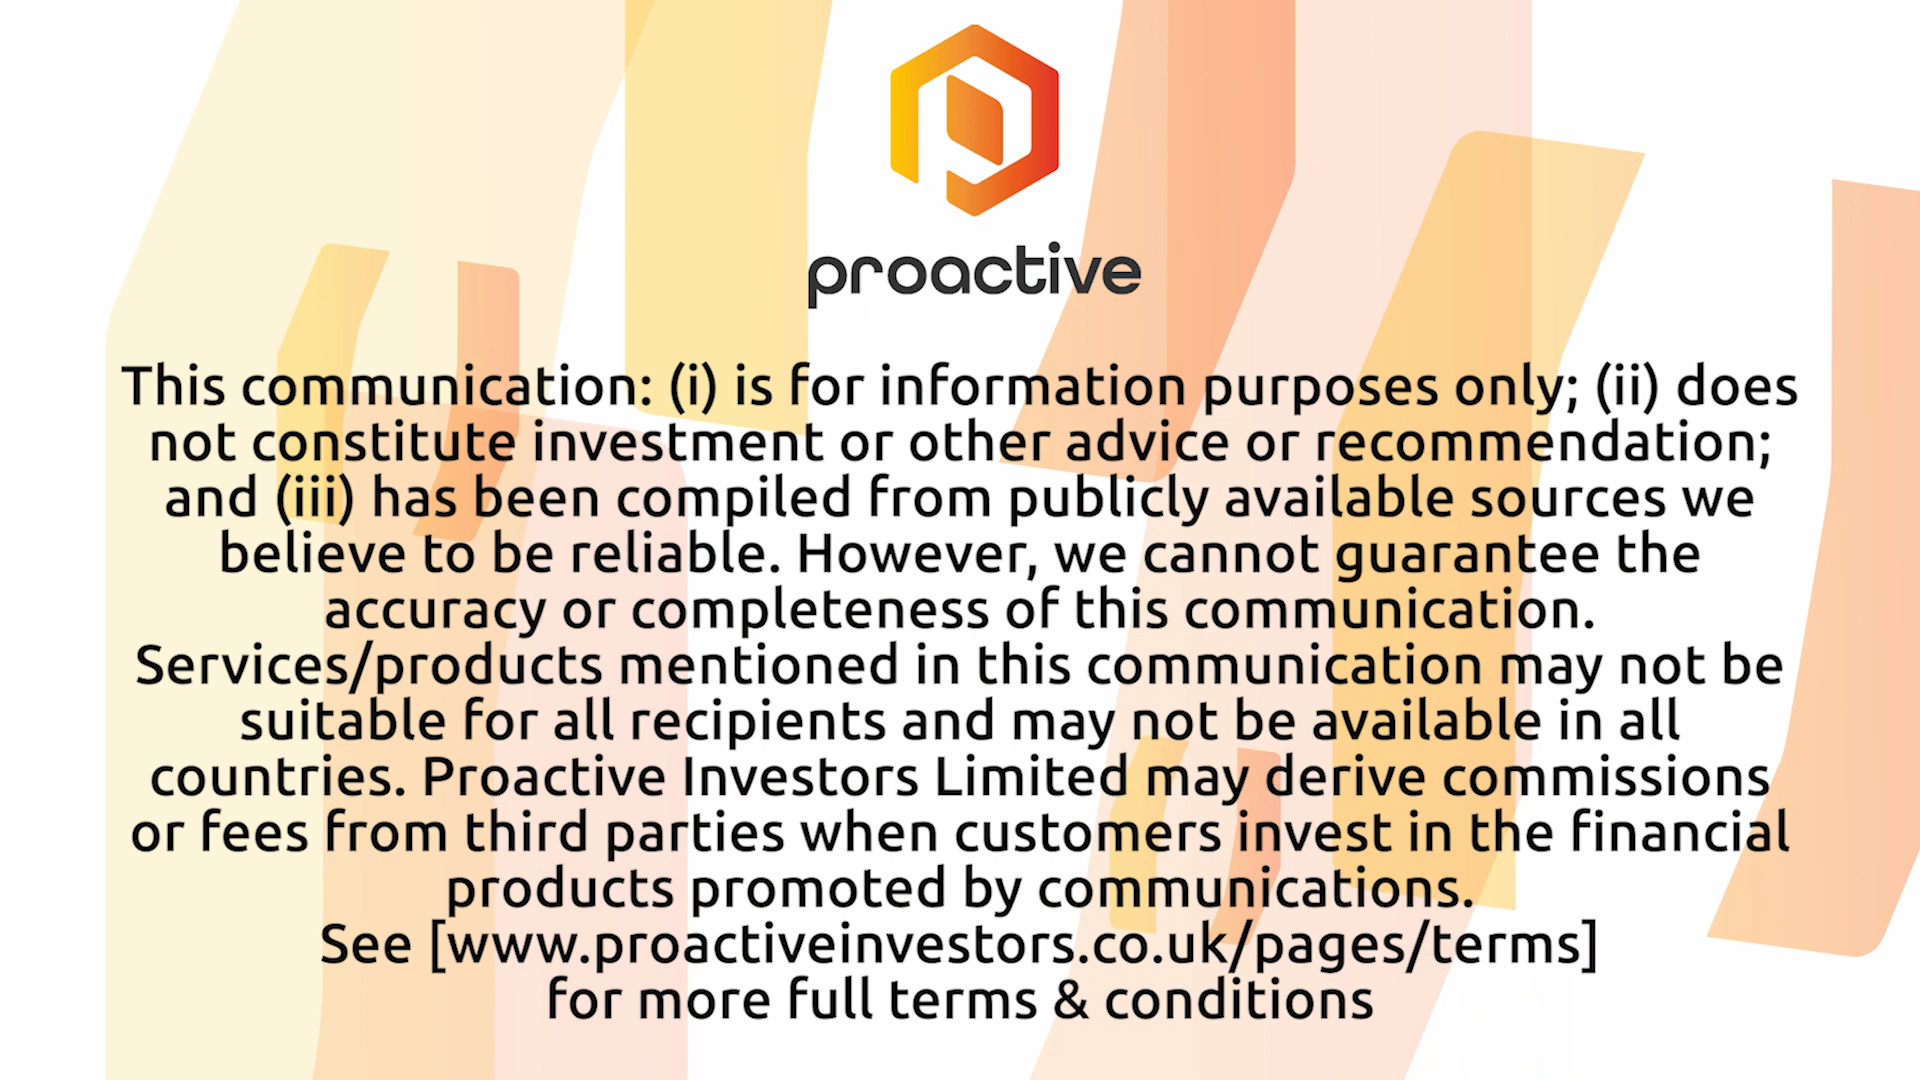 proactive
This communication: (i) is for information purposes only; (ii) does
not constitute investment or other advice or recommendation;
and (iii) has been compiled from publicly available sources we
believe to be reliable. However, we cannot guarantee the
accuracy or completeness of this communication.
Services/products mentioned in this communication may not be
suitable for all recipients and may not be available in all
countries. Proactive Investors Limited may derive commissions
or fees from third parties when customers invest in the financial
products promoted by communications.
See [www.proactiveinvestors.co.uk/pages/terms]
for more full terms & conditions